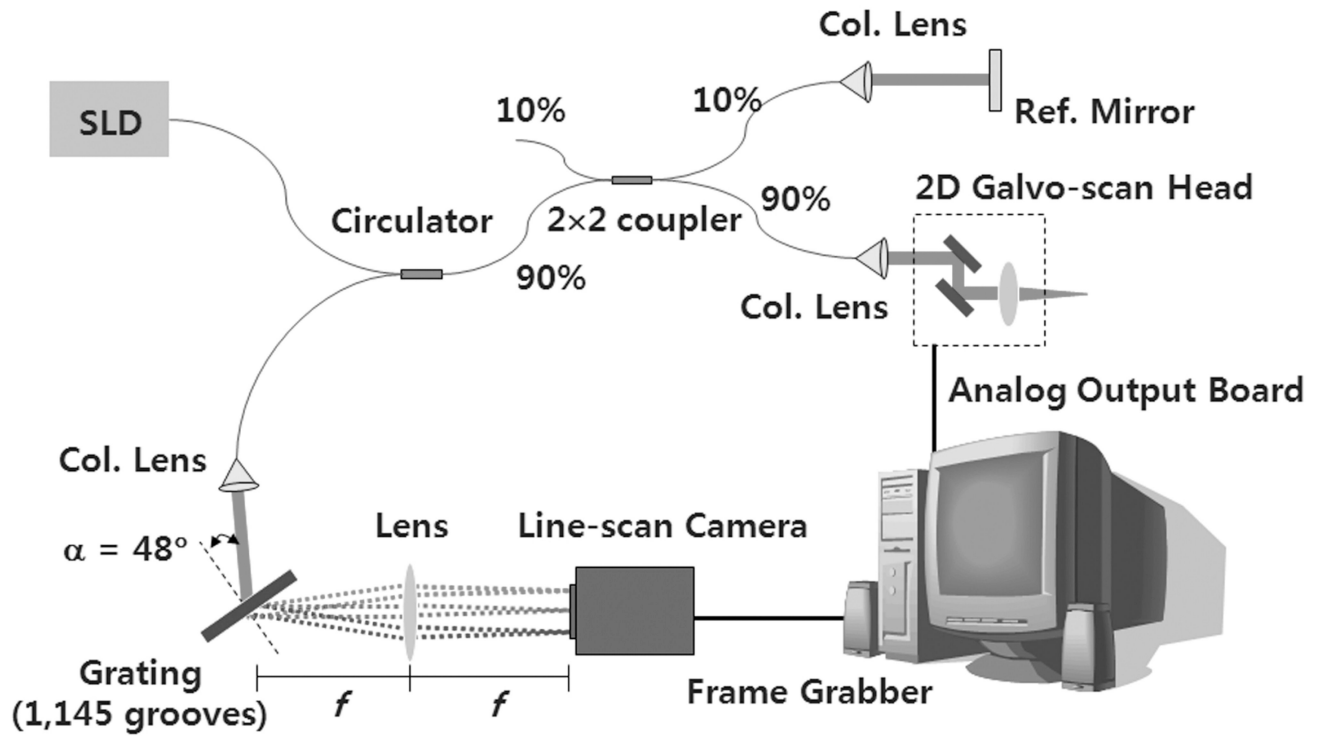 Col. Lens
SLD
10%
10%
Ref. Mirror
2D Galvo-scan Head
90%
Circulator
2×2 coupler
90%
Col. Lens
Analog Output Board
Col. Lens
Lens
Line-scan Camera
α = 48°
Grating
(1,145 grooves)
f
f
Frame Grabber